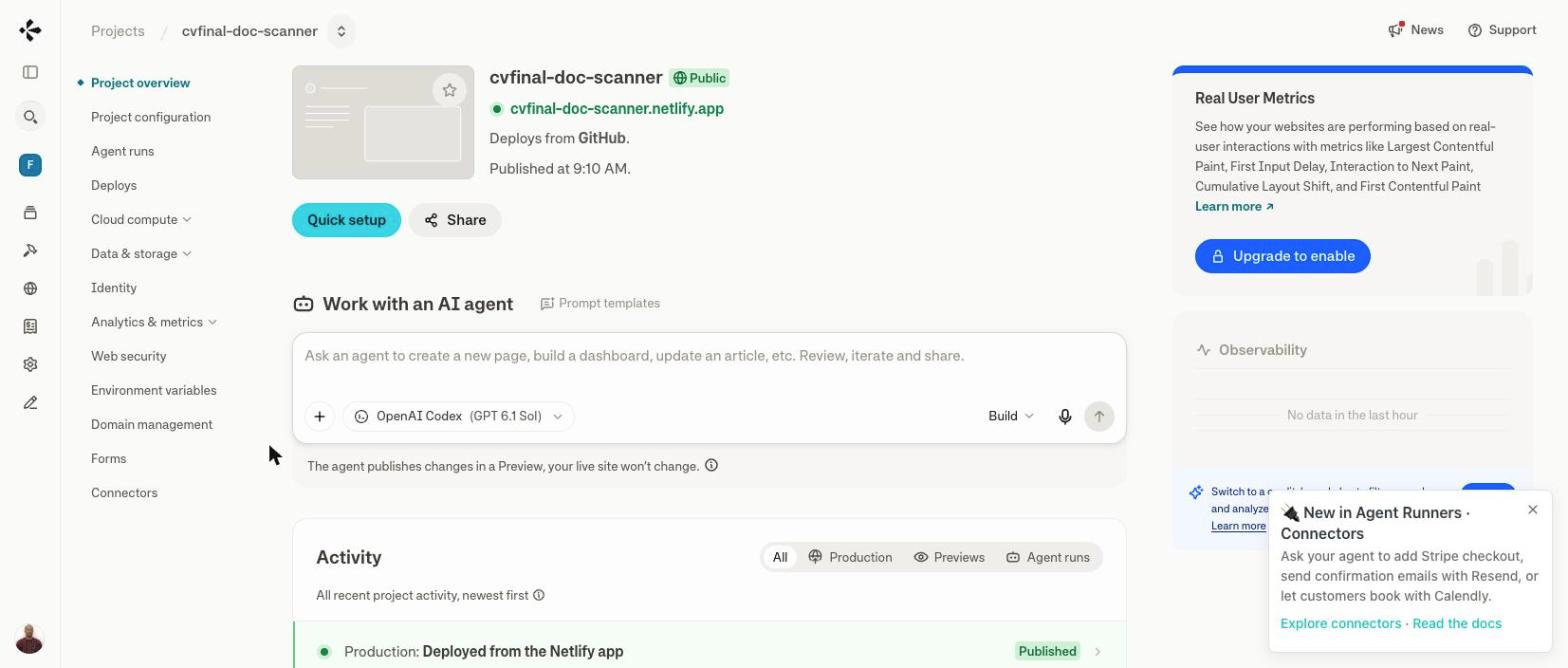 Projects / cvfinal-doc-scanner
News
Support
F
Project overview
Project configuration
Agent runs
Deploys
Cloud compute
Data & storage
Identity
Analytics & metrics
Web security
Environment variables
Domain management
Forms
Connectors
cvfinal-doc-scanner Public
cvfinal-doc-scanner.netlify.app
Deploys from GitHub.
Published at 9:10 AM.
Quick setup
Share
Work with an AI agent
Prompt templates
Ask an agent to create a new page, build a dashboard, update an article, etc. Review, iterate and share.
OpenAI Codex (GPT 6.1 Sol)
Build
The agent publishes changes in a Preview, your live site won't change.
Activity
All
Production
Previews
Agent runs
All recent project activity, newest first
Production: Deployed from the Netlify app
Published
Real User Metrics
See how your websites are performing based on real-
user interactions with metrics like Largest Contentful
Paint, First Input Delay, Interaction to Next Paint,
Cumulative Layout Shift, and First Contentful Paint
Learn more
Upgrade to enable
Observability
No data in the last hour
Switch to a
and analyze
Learn more
New in Agent Runners ·
Connectors
Ask your agent to add Stripe checkout,
send confirmation emails with Resend, or
let customers book with Calendly.
Explore connectors · Read the docs